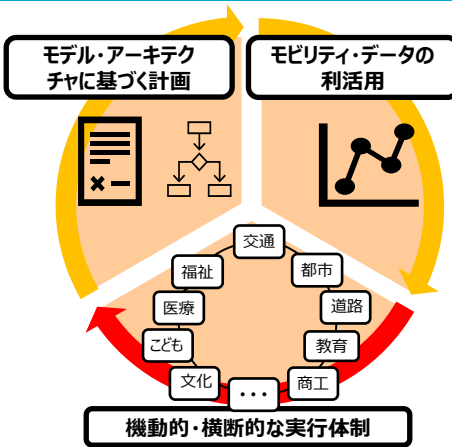 モデル・アーキテク
チャに基づく計画
モビリティ・データの
利活用
交通
福祉
都市
医療
道路
こども
教育
文化
商工
･･･
機動的・横断的な実行体制